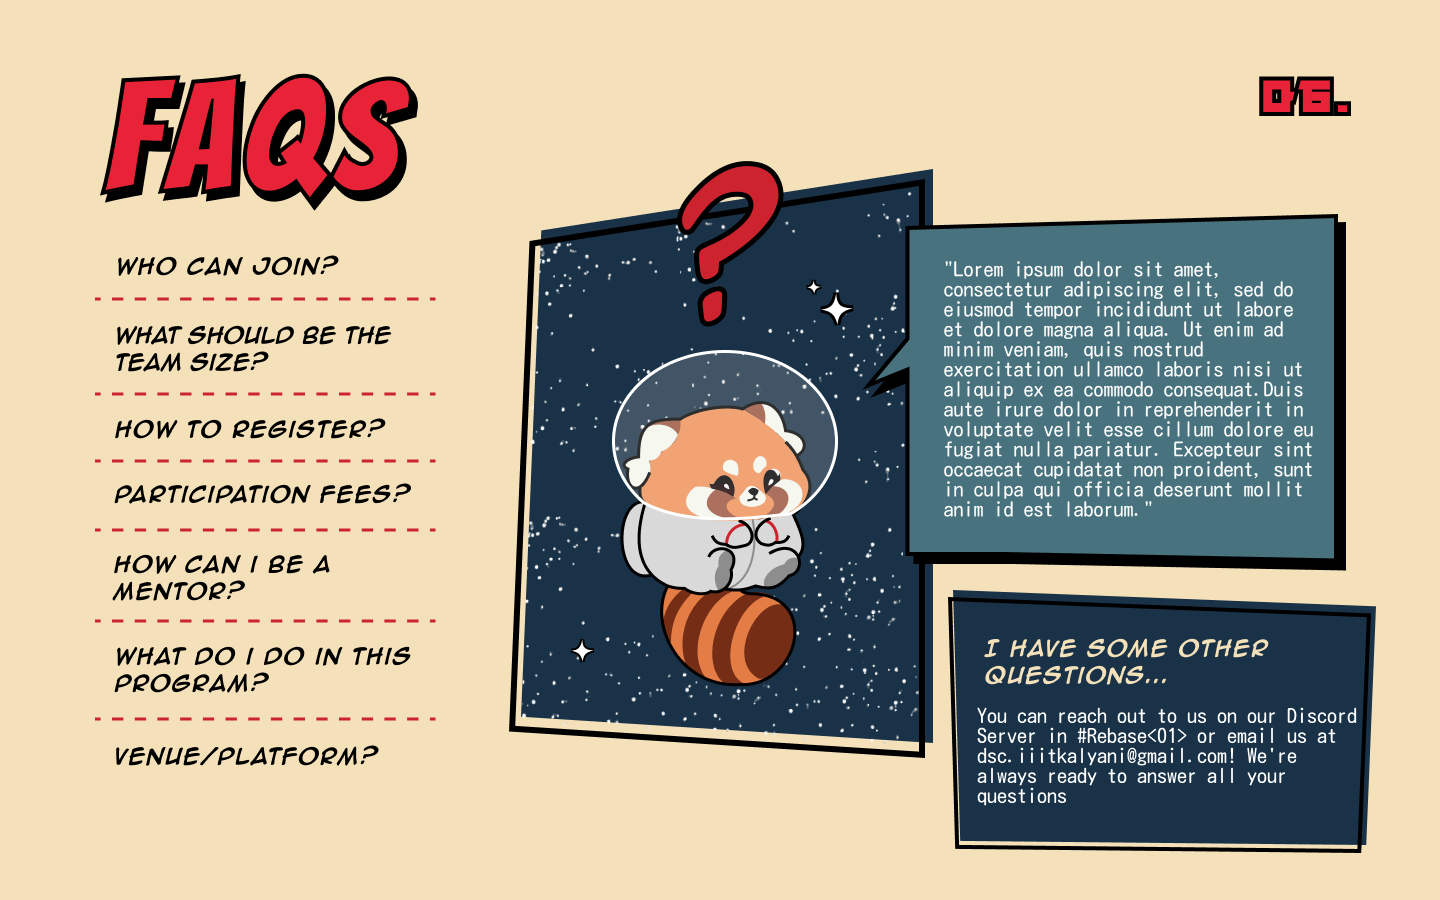 FAQS
06.
WHO CAN JOIN?
WHAT SHOULD BE THE
TEAM SIZE?
HOW TO REGISTER?
PARTICIPATION FEES?
HOW CAN I BE A
MENTOR?
WHAT DO I DO IN THIS
PROGRAM?
VENUE/PLATFORM?
?
"Lorem ipsum dolor sit amet,
consectetur adipiscing elit, sed do
eiusmod tempor incididunt ut labore
et dolore magna aliqua. Ut enim ad
minim veniam, quis nostrud
exercitation ullamco laboris nisi ut
aliquip ex ea commodo consequat.Duis
aute irure dolor in reprehenderit in
voluptate velit esse cillum dolore eu
fugiat nulla pariatur. Excepteur sint
occaecat cupidatat non proident, sunt
in culpa qui officia deserunt mollit
anim id est laborum."
I HAVE SOME OTHER
QUESTIONS...
You can reach out to us on our Discord
Server in #Rebase<01> or email us at
dsc.iiitkalyani@gmail.com! We're
always ready to answer all your
questions